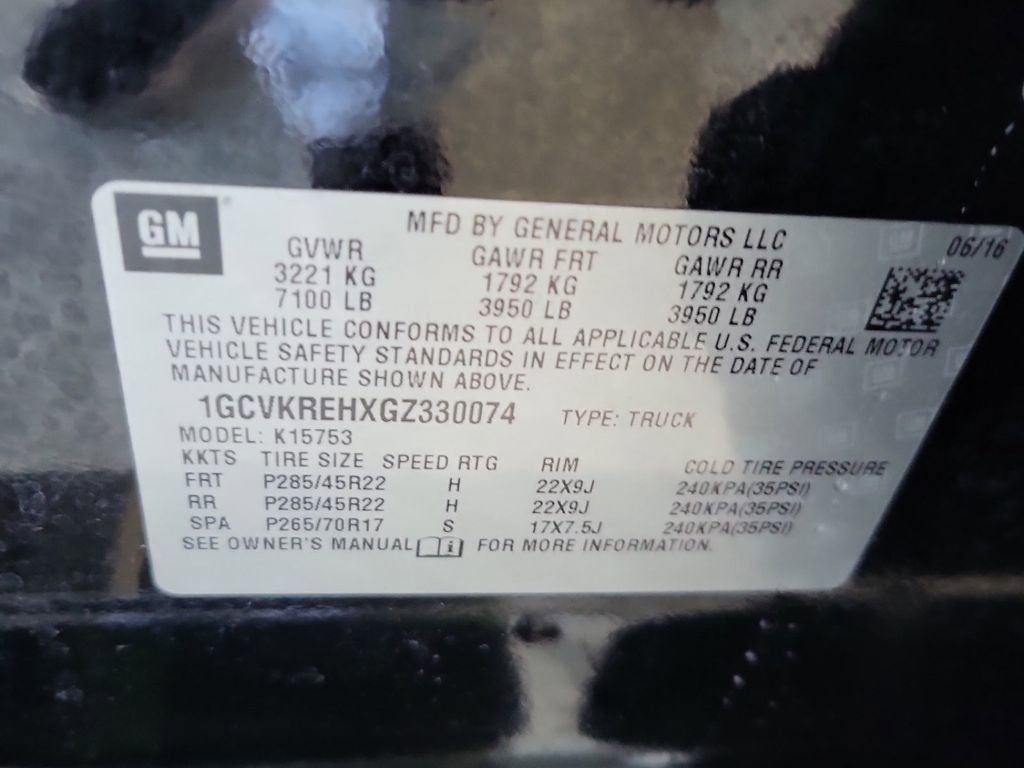 GM
MFD BY GENERAL MOTORS LLC
06/16
GVWR GAWR FRT GAWR RR
3221 KG 1792 KG 1792 KG
7100 LB 3950 LB 3950 LB
THIS VEHICLE CONFORMS TO ALL APPLICABLE U.S. FEDERAL MOTOR
VEHICLE SAFETY STANDARDS IN EFFECT ON THE DATE OF
MANUFACTURE SHOWN ABOVE.
1GCVKREHXGZ330074 TYPE: TRUCK
MODEL: K15753
KKTS TIRE SIZE SPEED RTG RIM COLD TIRE PRESSURE
FRT P285/45R22 H 22X9J 240KPA(35PSI)
RR P285/45R22 H 22X9J 240KPA(35PSI)
SPA P265/70R17 S 17X7.5J 240KPA(35PSI)
SEE OWNER'S MANUAL FOR MORE INFORMATION.